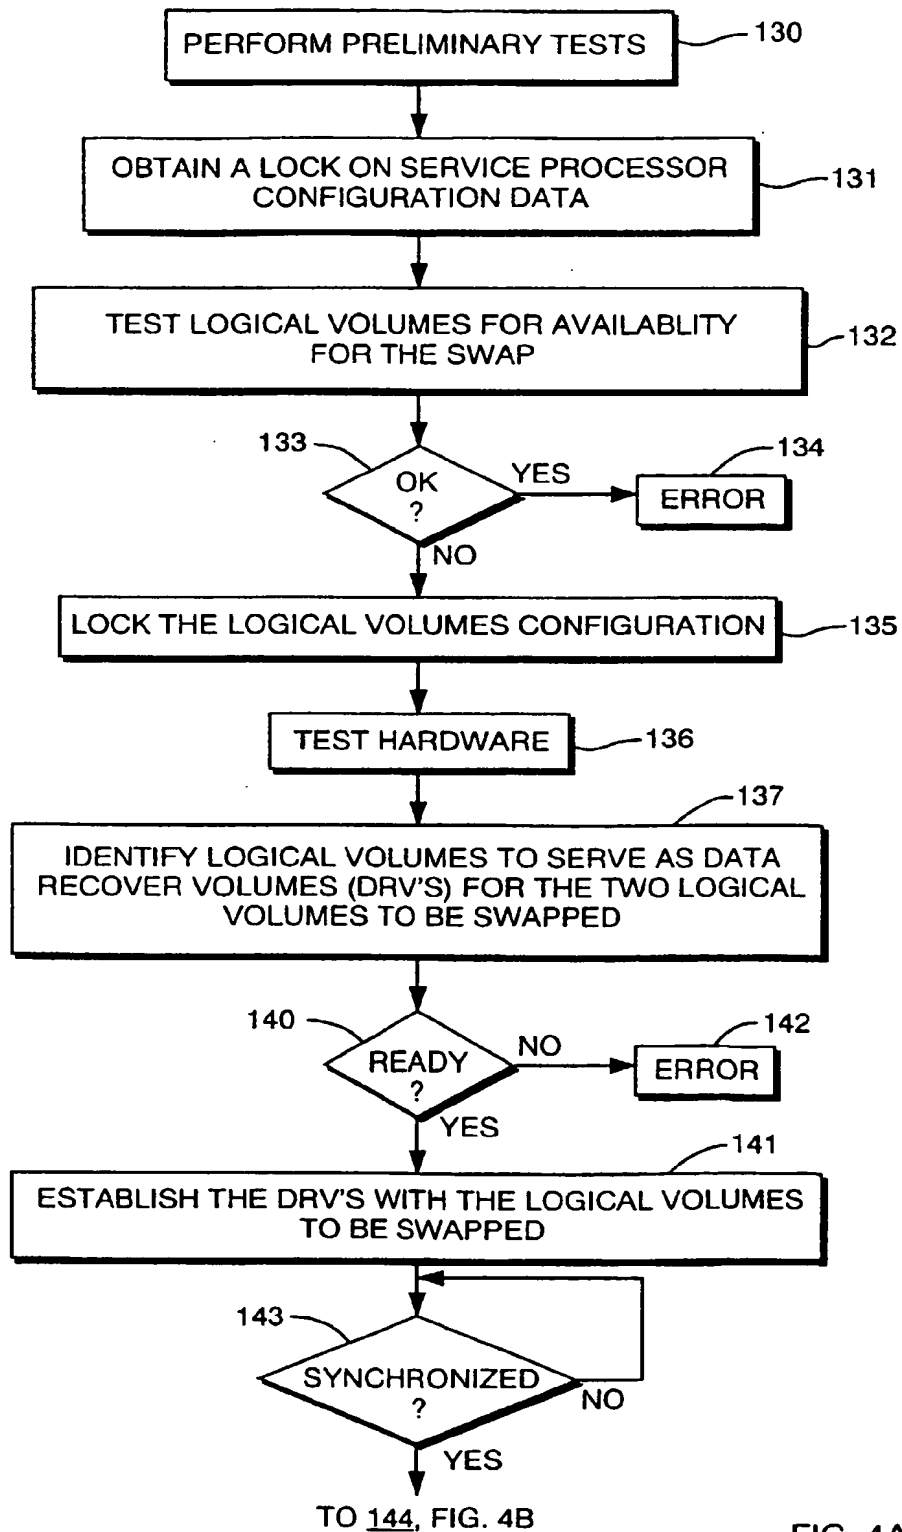 PERFORM PRELIMINARY TESTS
130
OBTAIN A LOCK ON SERVICE PROCESSOR
CONFIGURATION DATA
131
TEST LOGICAL VOLUMES FOR AVAILABLITY
FOR THE SWAP
132
133
OK
?
YES
134
ERROR
NO
LOCK THE LOGICAL VOLUMES CONFIGURATION
135
TEST HARDWARE
136
137
IDENTIFY LOGICAL VOLUMES TO SERVE AS DATA
RECOVER VOLUMES (DRV'S) FOR THE TWO LOGICAL
VOLUMES TO BE SWAPPED
140
READY
?
NO
142
ERROR
YES
141
ESTABLISH THE DRV'S WITH THE LOGICAL VOLUMES
TO BE SWAPPED
143
SYNCHRONIZED
?
NO
YES
TO 144, FIG. 4B
FIG. 4A